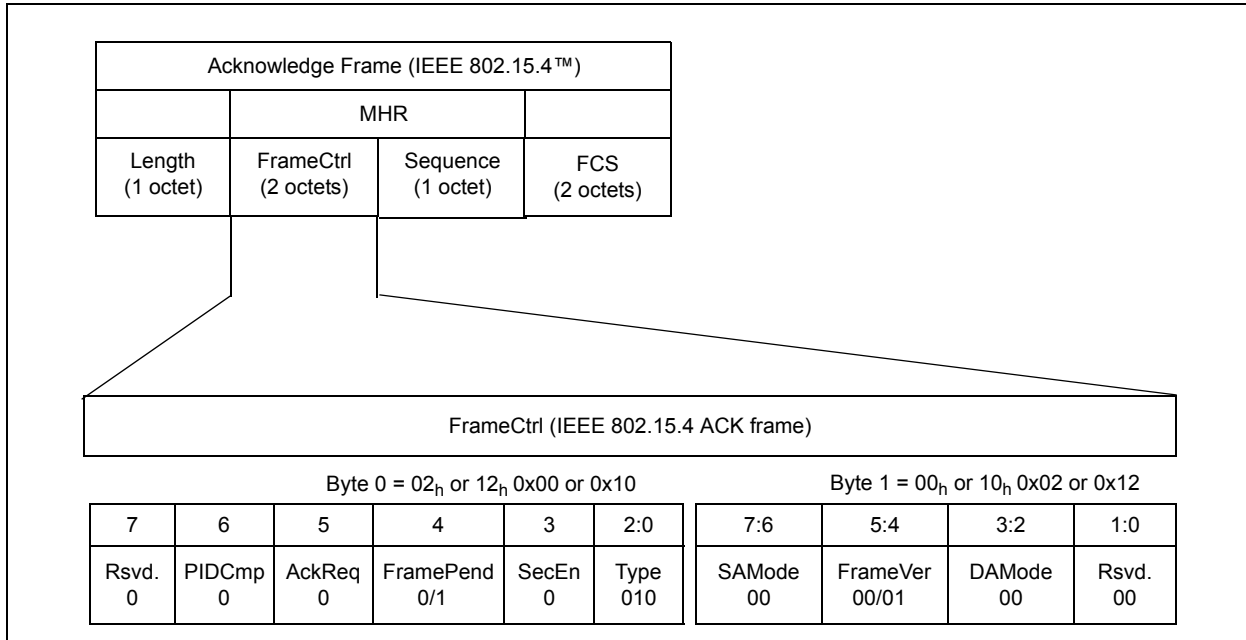 Acknowledge Frame (IEEE 802.15.4™)
MHR
Length
(1 octet)
FrameCtrl
(2 octets)
Sequence
(1 octet)
FCS
(2 octets)
FrameCtrl (IEEE 802.15.4 ACK frame)
Byte 0 = 02h or 12h 0x00 or 0x10
Byte 1 = 00h or 10h 0x02 or 0x12
7 6 5 4 3 2:0 7:6 5:4 3:2 1:0
Rsvd. PIDCmp AckReq FramePend SecEn Type SAMode FrameVer DAMode Rsvd.
0 0 0 0/1 0 010 00 00/01 00 00